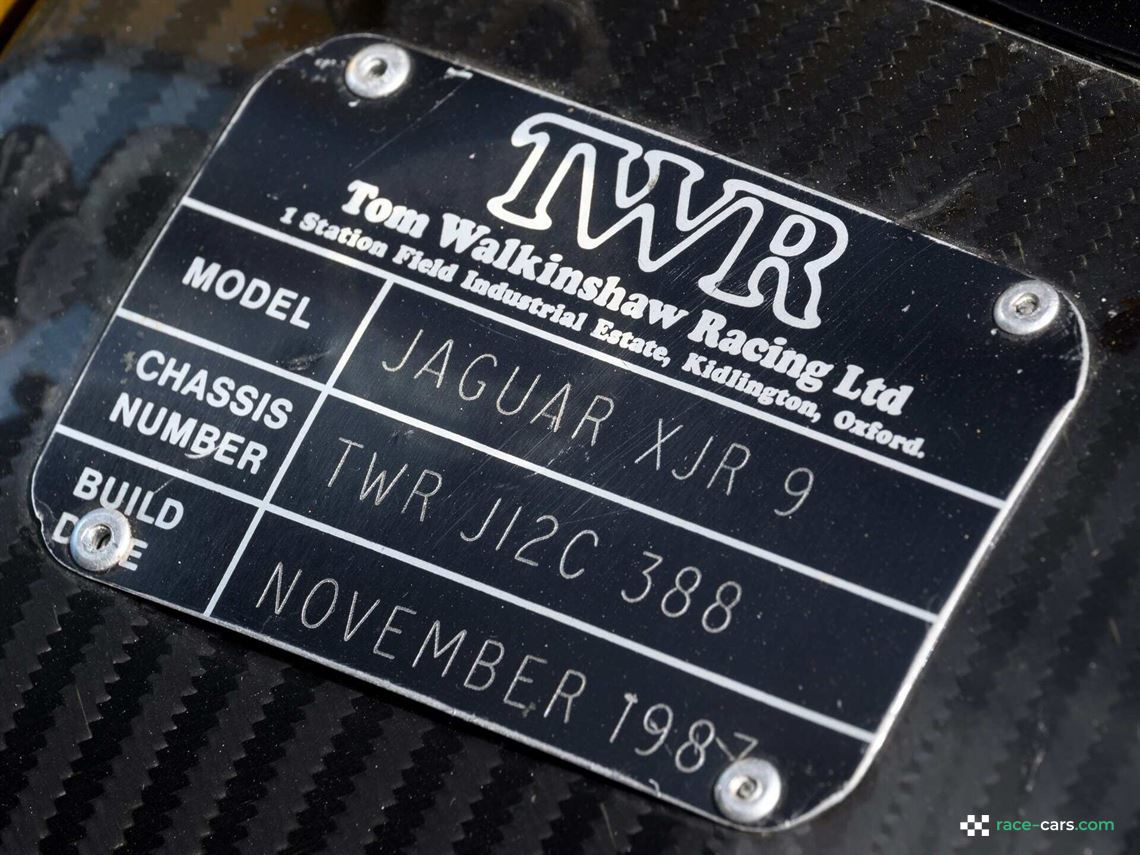 TWR
Tom Walkinshaw Racing Ltd
1 Station Field Industrial Estate, Kidlington, Oxford.
MODEL
JAGUAR XJR 9
CHASSIS
NUMBER
TWR J12C 388
BUILD
NOVEMBER 1987
race-cars.com